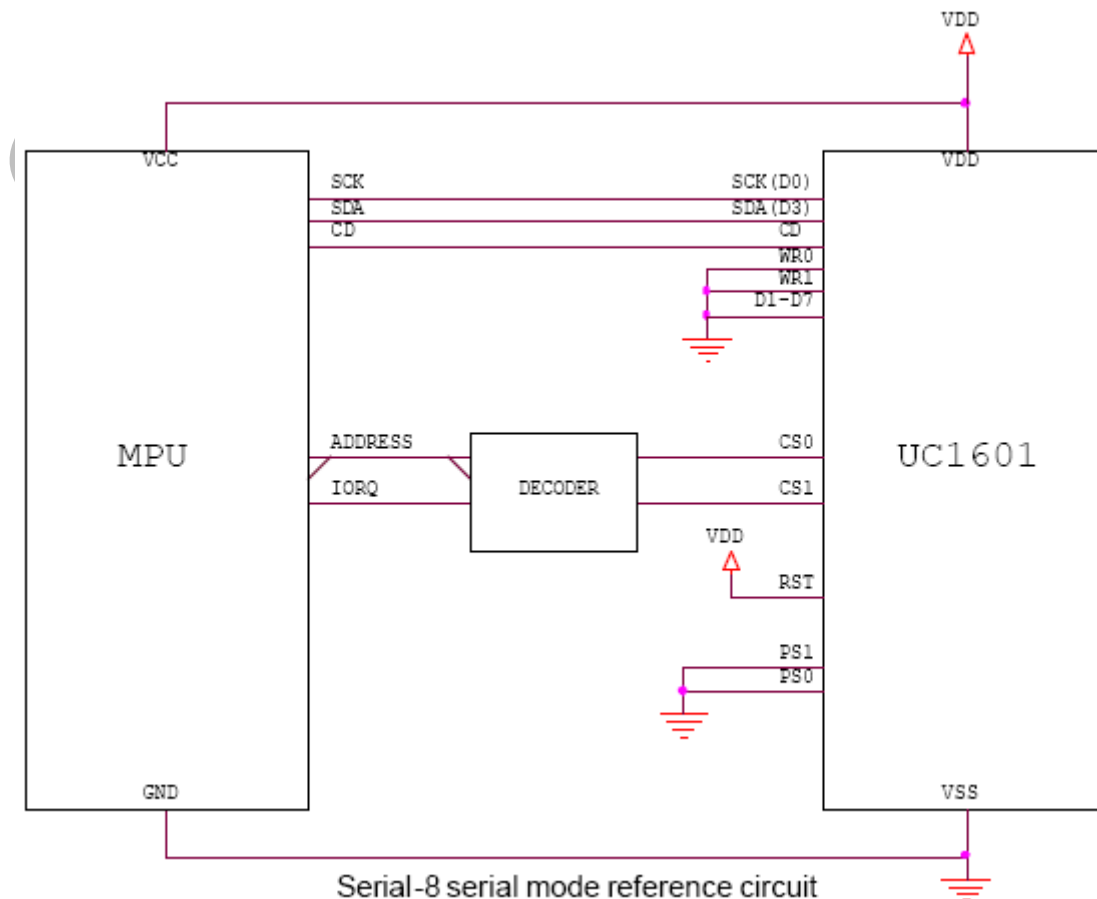 VDD
VCC
VDD
SCK
SCK(D0)
SDA
SDA(D3)
CD
CD
WR0
WR1
D1-D7
ADDRESS
CS0
MPU
UC1601
IORQ
DECODER
CS1
VDD
RST
PS1
PS0
GND
VSS
Serial-8 serial mode reference circuit